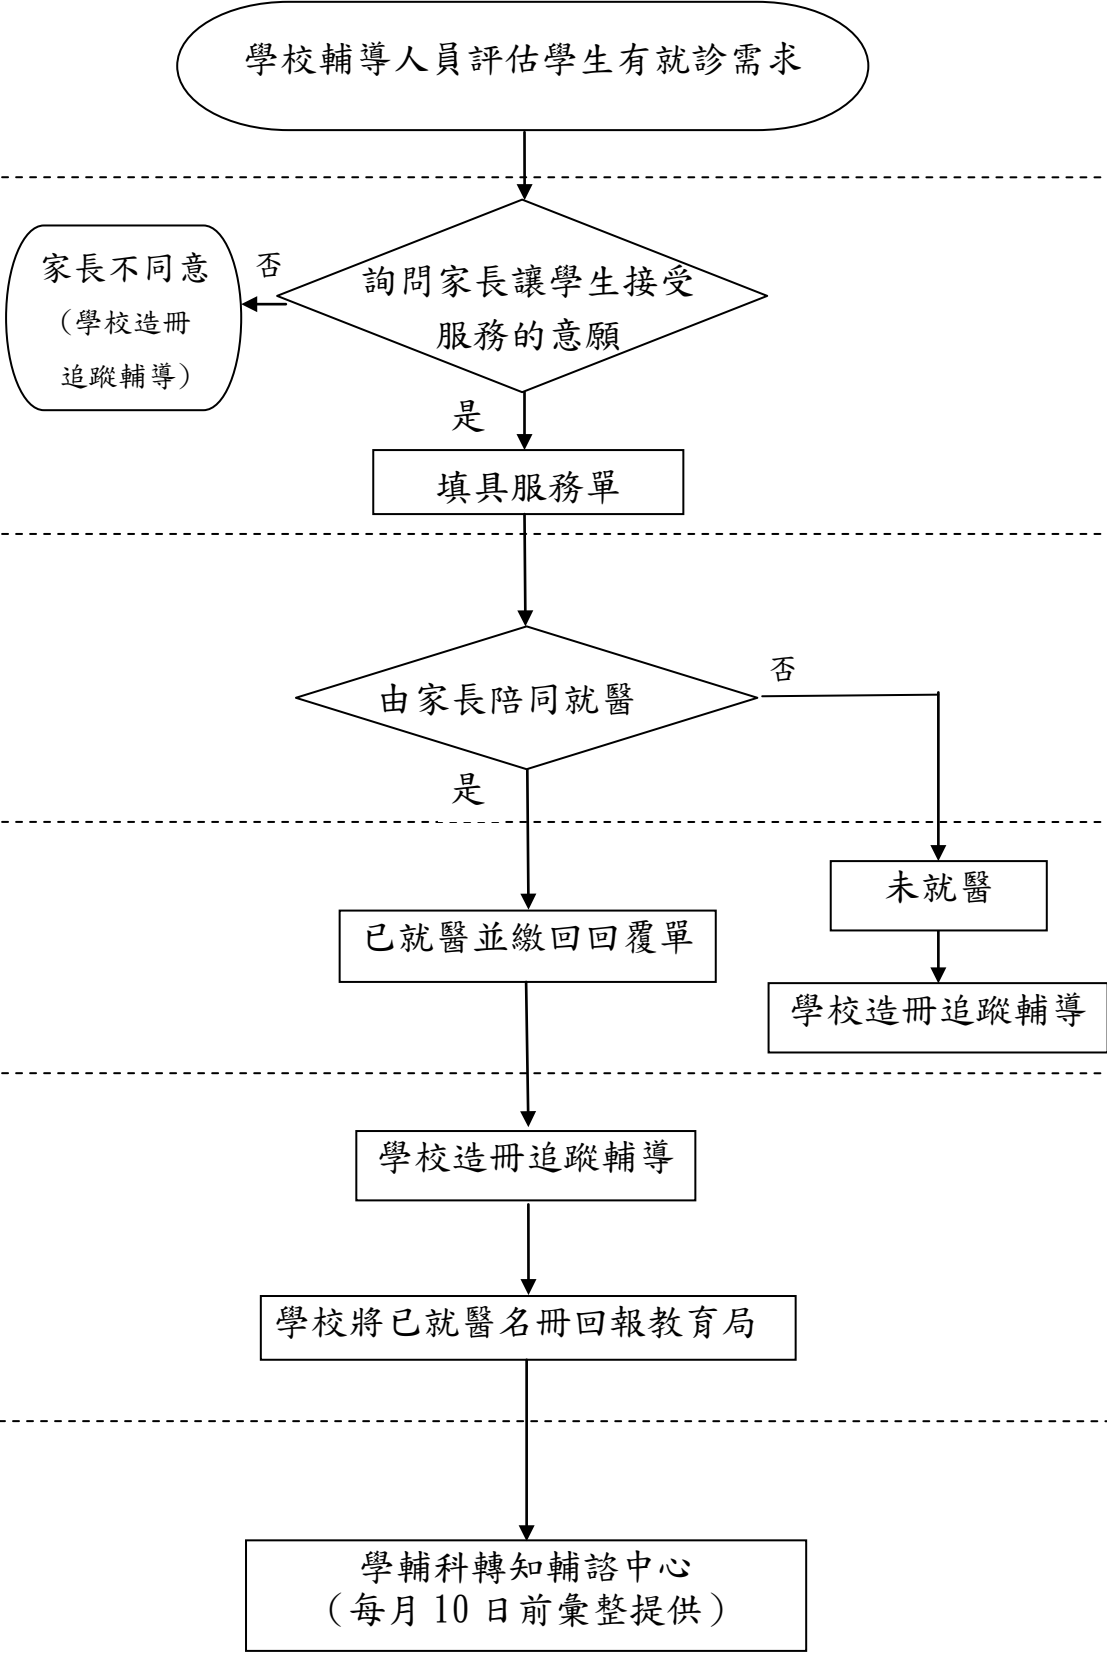 學校輔導人員評估學生有就診需求
家長不同意
（學校造冊
追蹤輔導）
否
詢問家長讓學生接受
服務的意願
是
填具服務單
由家長陪同就醫
否
是
未就醫
已就醫並繳回回覆單
學校造冊追蹤輔導
學校造冊追蹤輔導
學校將已就醫名冊回報教育局
學輔科轉知輔諮中心
（每月 10 日前彙整提供）